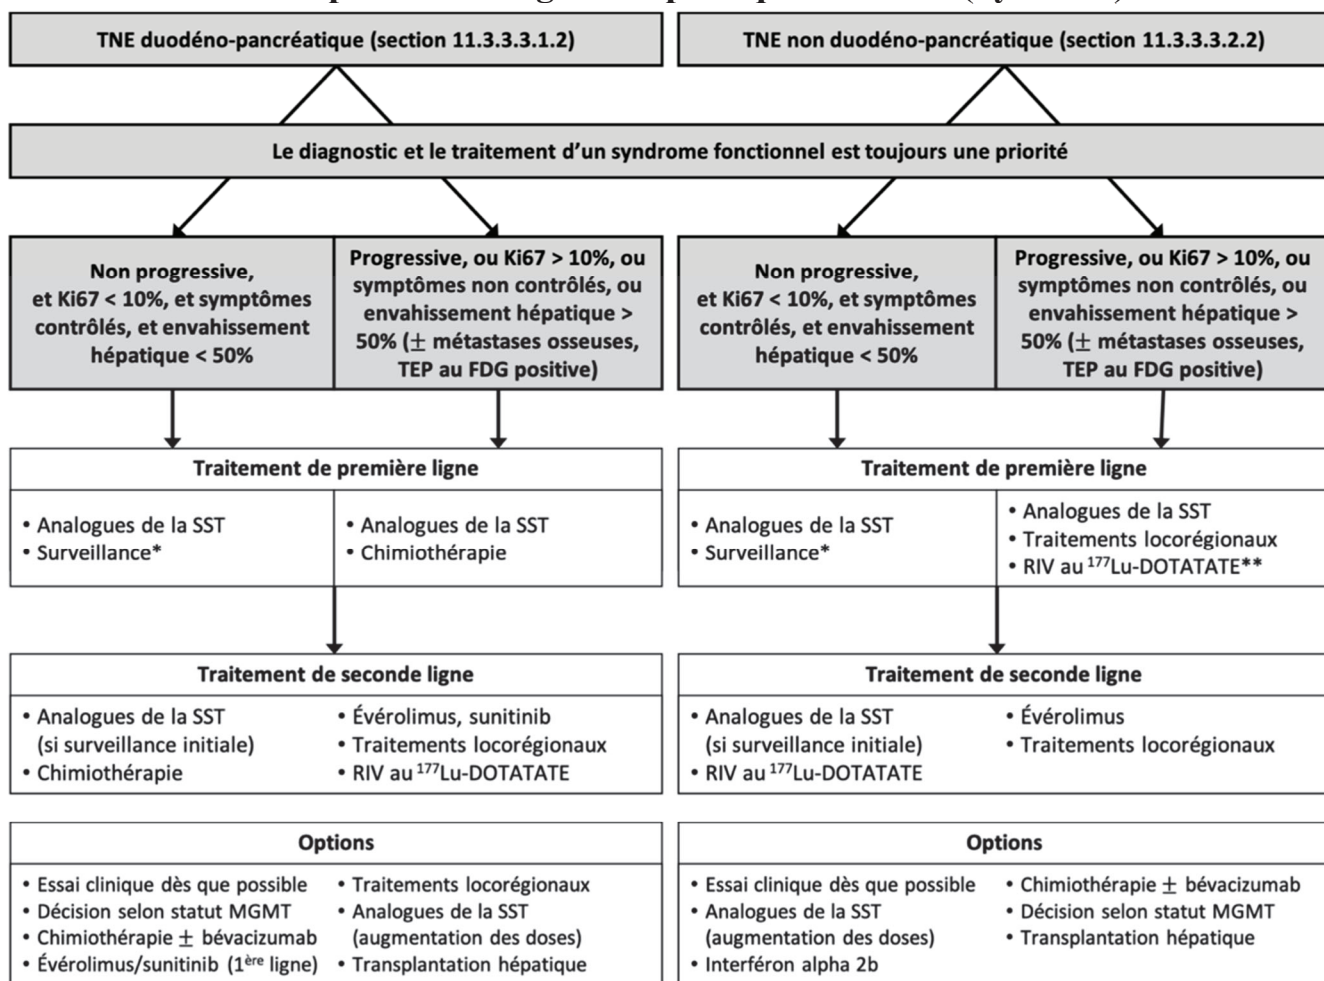 TNE duodéno-pancréatique (section 11.3.3.3.1.2)
TNE non duodéno-pancréatique (section 11.3.3.3.2.2)
Le diagnostic et le traitement d'un syndrome fonctionnel est toujours une priorité
Non progressive,
et Ki67 < 10%, et symptômes
contrôlés, et envahissement
hépatique < 50%
Progressive, ou Ki67 > 10%, ou
symptômes non contrôlés, ou
envahissement hépatique >
50% (± métastases osseuses,
TEP au FDG positive)
Non progressive,
et Ki67 < 10%, et symptômes
contrôlés, et envahissement
hépatique < 50%
Progressive, ou Ki67 > 10%, ou
symptômes non contrôlés, ou
envahissement hépatique >
50% (± métastases osseuses,
TEP au FDG positive)
Traitement de première ligne
• Analogues de la SST
• Surveillance*
• Analogues de la SST
• Chimiothérapie
Traitement de première ligne
• Analogues de la SST
• Surveillance*
• Analogues de la SST
• Traitements locorégionaux
• RIV au ¹⁷⁷Lu-DOTATATE**
Traitement de seconde ligne
• Analogues de la SST
(si surveillance initiale)
• Chimiothérapie
• Évérolimus, sunitinib
• Traitements locorégionaux
• RIV au ¹⁷⁷Lu-DOTATATE
Traitement de seconde ligne
• Analogues de la SST
(si surveillance initiale)
• RIV au ¹⁷⁷Lu-DOTATATE
• Évérolimus
• Traitements locorégionaux
Options
• Essai clinique dès que possible
• Décision selon statut MGMT
• Chimiothérapie ± bévacizumab
• Évérolimus/sunitinib (1ère ligne)
• Traitements locorégionaux
• Analogues de la SST
(augmentation des doses)
• Transplantation hépatique
Options
• Essai clinique dès que possible
• Analogues de la SST
(augmentation des doses)
• Interféron alpha 2b
• Chimiothérapie ± bévacizumab
• Décision selon statut MGMT
• Transplantation hépatique